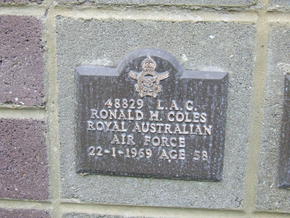 48829 L.A.C.
RONALD H. COLES
ROYAL AUSTRALIAN
AIR FORCE
22-1-1969 AGE 58